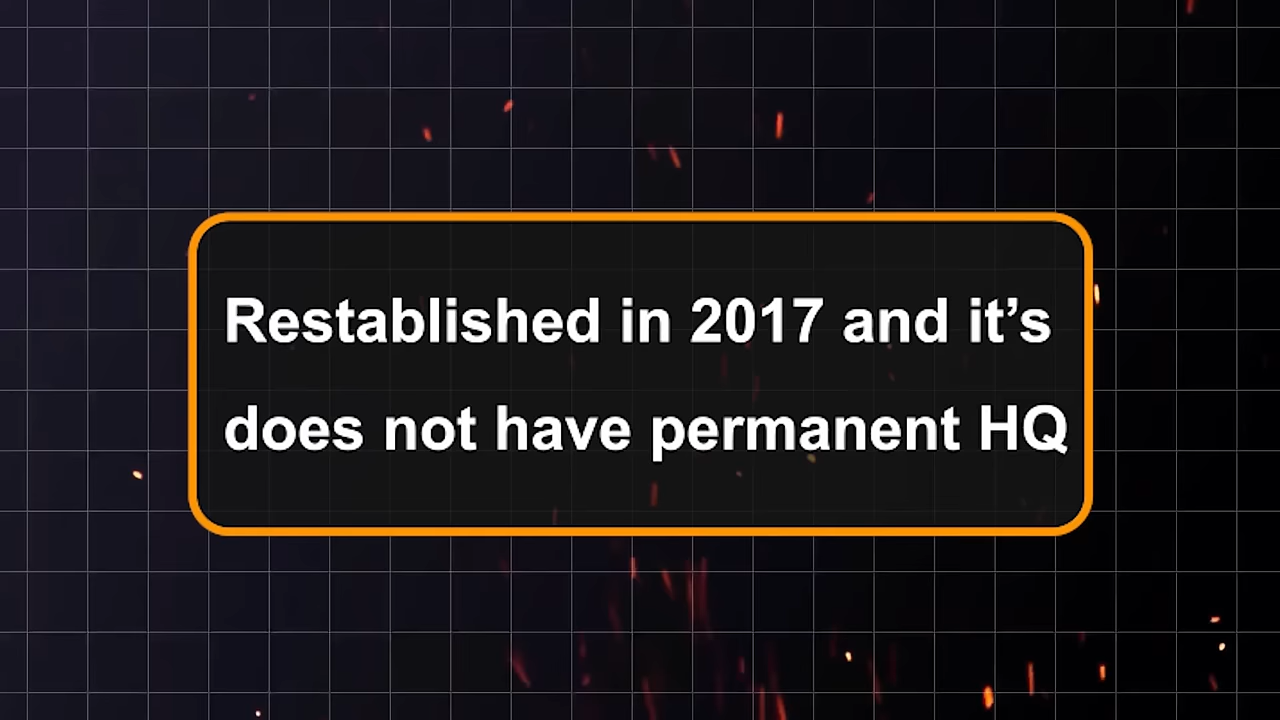 Restablished in 2017 and it’s
does not have permanent HQ